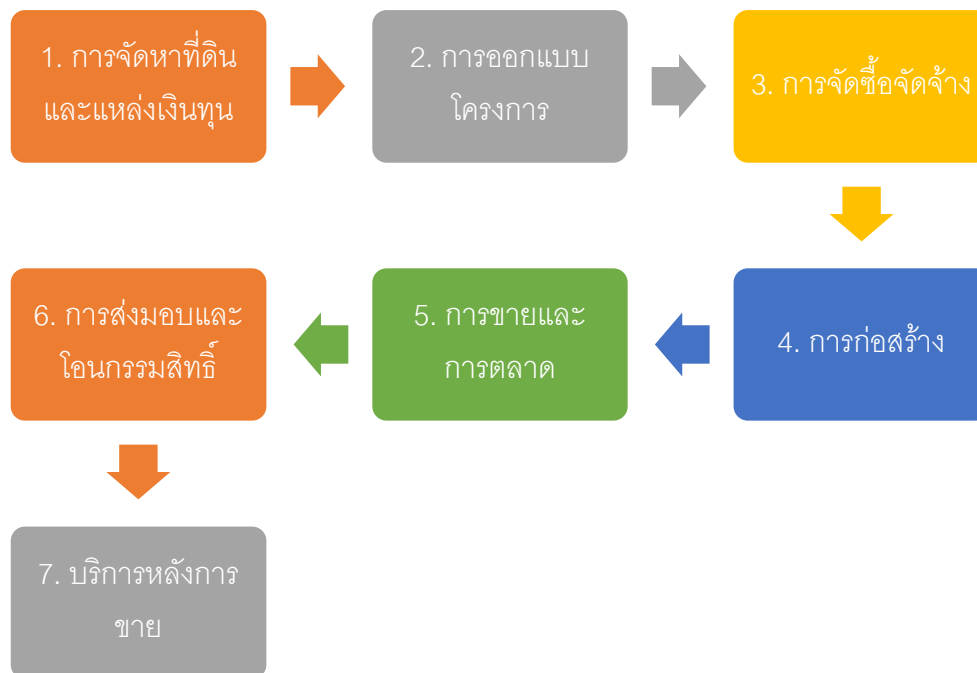 1. การจัดหาที่ดิน
และแหล่งเงินทุน
2. การออกแบบ
โครงการ
3. การจัดซื้อจัดจ้าง
4. การก่อสร้าง
5. การขายและ
การตลาด
6. การส่งมอบและ
โอนกรรมสิทธิ์
7. บริการหลังการ
ขาย